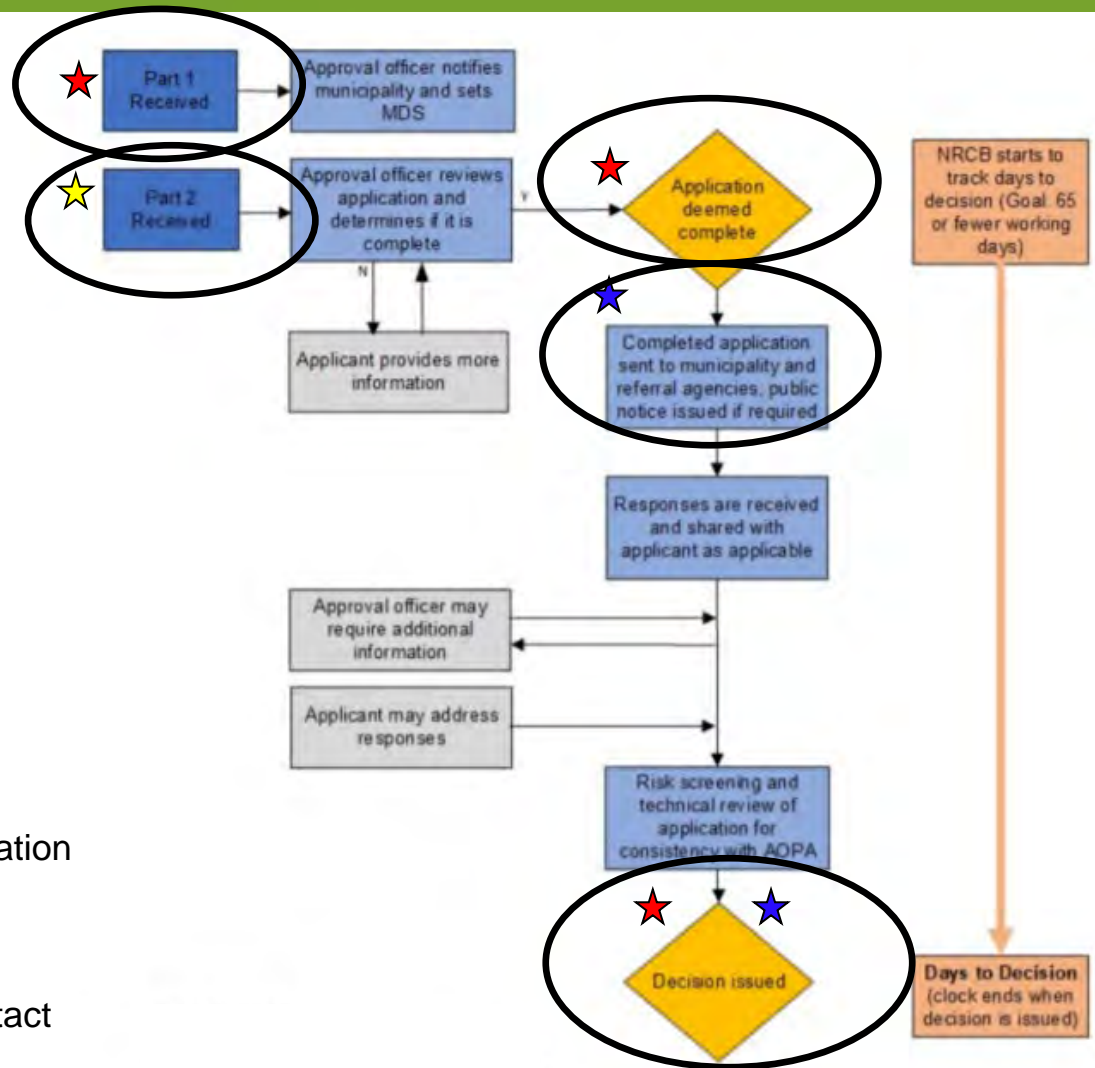 Part 1
Received
Approval officer notifies
municipality and sets
MDS
Part 2
Received
Approval officer reviews
application and
determines if it is
complete
Y
N
Applicant provides more
information
Application
deemed
complete
NRCB starts to
track days to
decision (Goal. 65
or fewer working
days)
Completed application
sent to municipality and
referral agencies, public
notice issued if required
Responses are received
and shared with
applicant as applicable
Approval officer may
require additional
information
Applicant may address
responses
Risk screening and
technical review of
application for
consistency with AOPA
Decision issued
Days to Decision
(clock ends when
decision is issued)
ation
tact